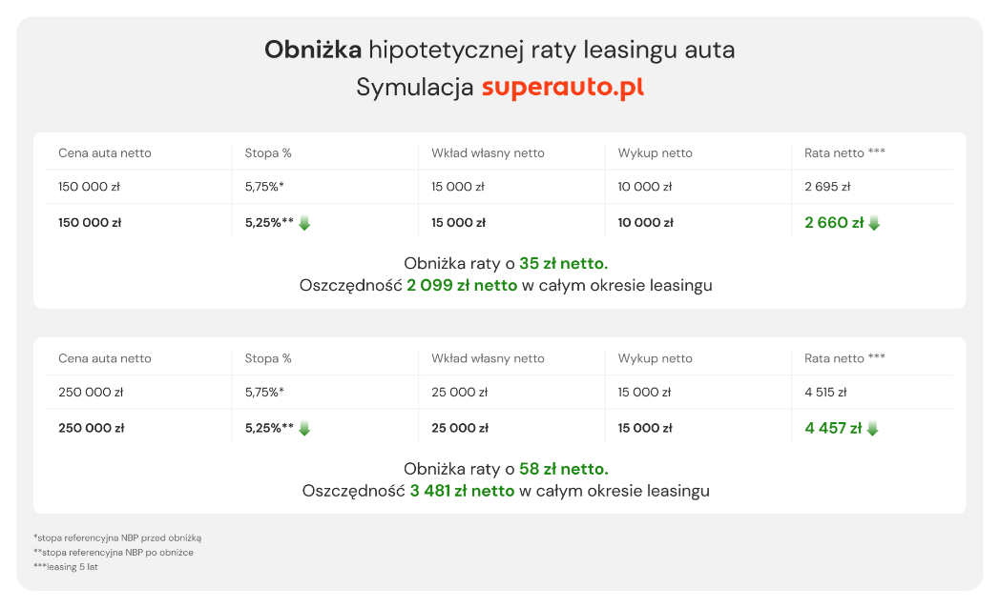 Obniżka hipotetycznej raty leasingu auta
Symulacja superauto.pl
Cena auta netto Stopa % Wkład własny netto Wykup netto Rata netto ***
150 000 zł 5,75%* 15 000 zł 10 000 zł 2 695 zł
150 000 zł 5,25%** 15 000 zł 10 000 zł 2 660 zł
Obniżka raty o 35 zł netto.
Oszczędność 2 099 zł netto w całym okresie leasingu
Cena auta netto Stopa % Wkład własny netto Wykup netto Rata netto ***
250 000 zł 5,75%* 25 000 zł 15 000 zł 4 515 zł
250 000 zł 5,25%** 25 000 zł 15 000 zł 4 457 zł
Obniżka raty o 58 zł netto.
Oszczędność 3 481 zł netto w całym okresie leasingu
*stopa referencyjna NBP przed obniżką
**stopa referencyjna NBP po obniżce
***leasing 5 lat